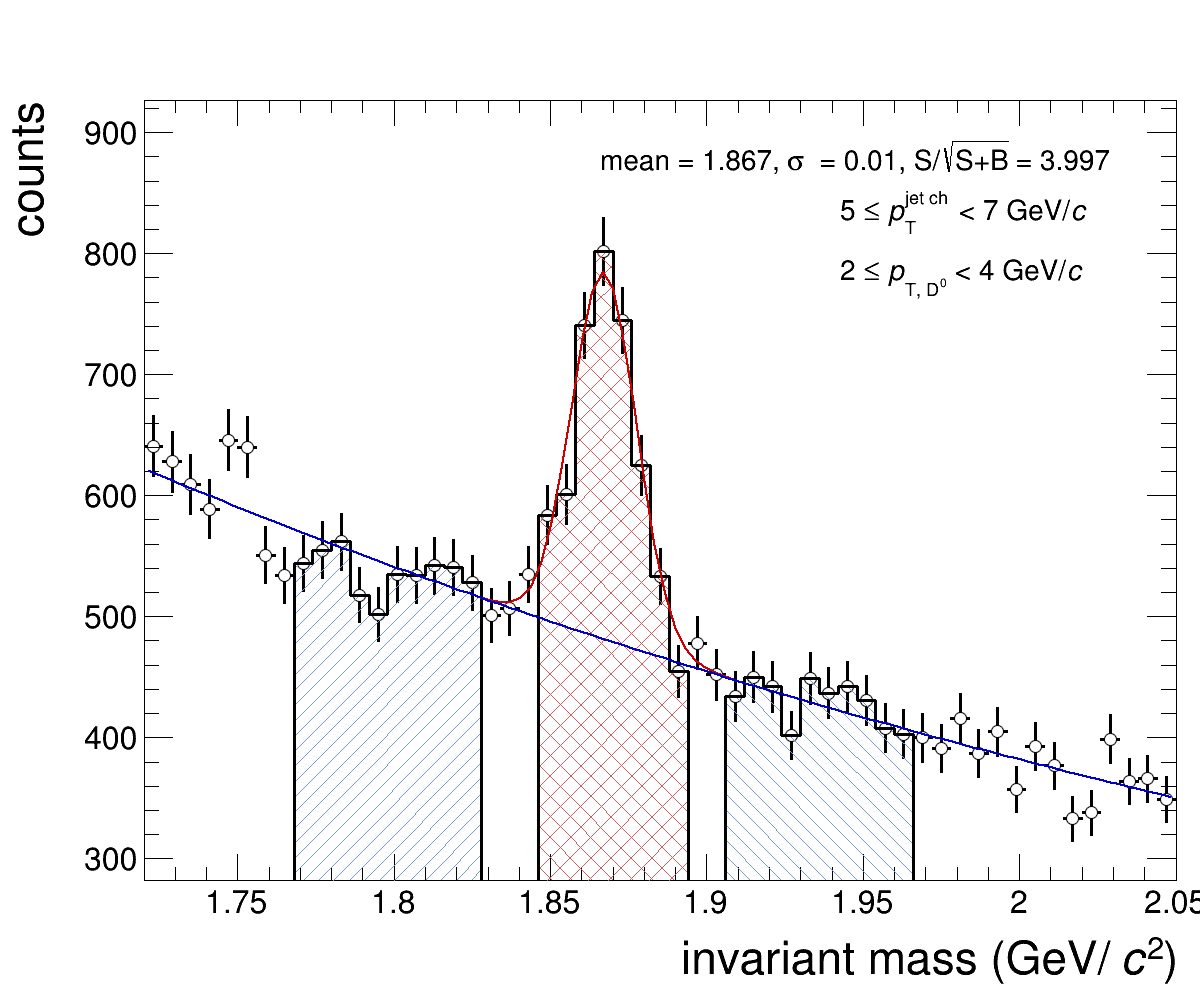 counts
900
800
700
600
500
400
300
mean = 1.867, σ = 0.01, S/√S+B = 3.997
5 ≤ p_T^jet ch < 7 GeV/c
2 ≤ p_T, D⁰ < 4 GeV/c
1.75 1.8 1.85 1.9 1.95 2 2.05
invariant mass (GeV/ c²)